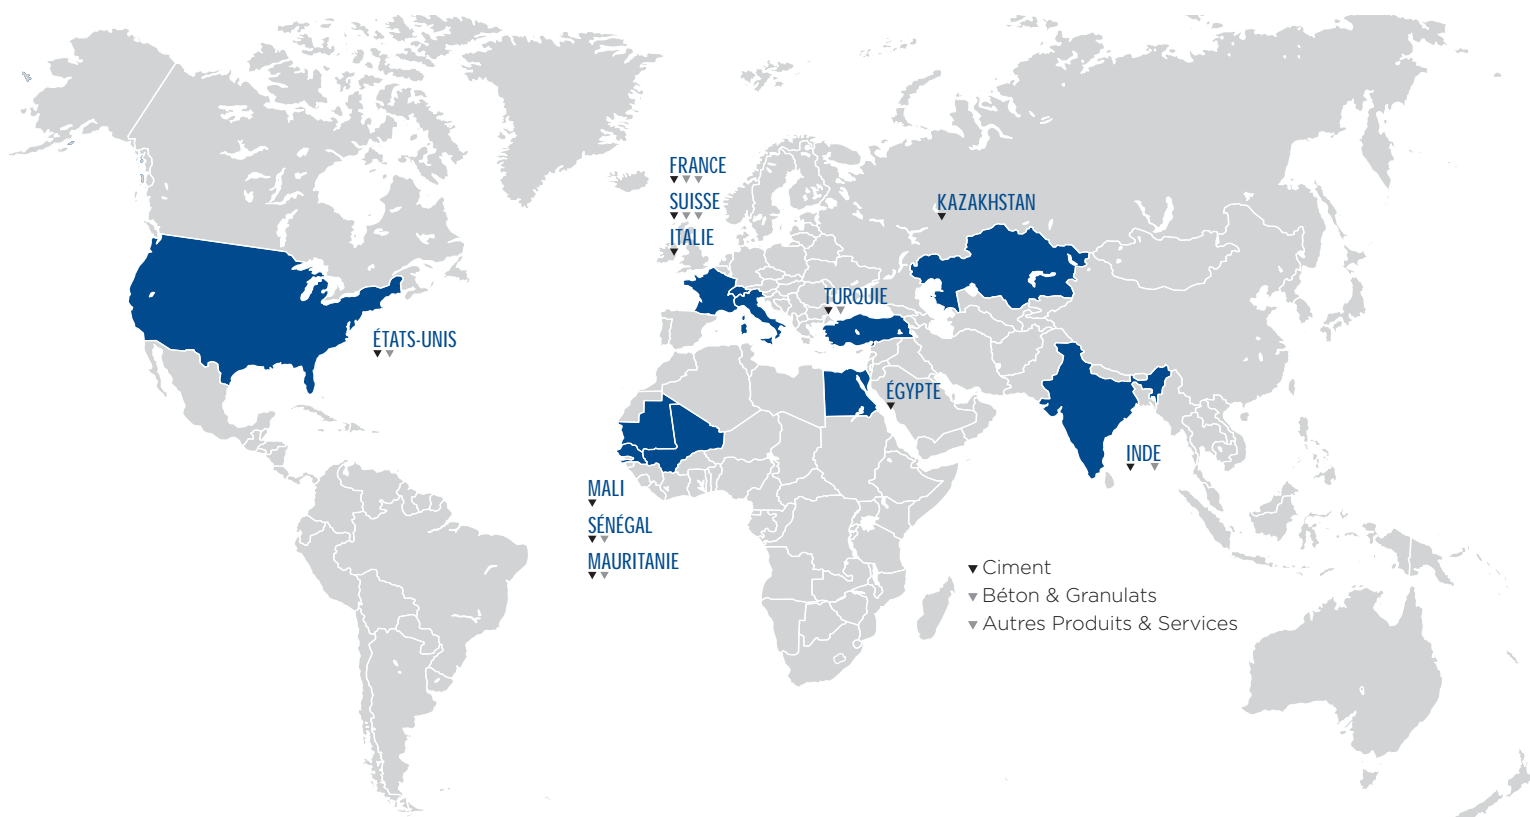 FRANCE
SUISSE
ITALIE
KAZAKHSTAN
TURQUIE
ÉTATS-UNIS
ÉGYPTE
INDE
MALI
SÉNÉGAL
MAURITANIE
Ciment
Béton & Granulats
Autres Produits & Services